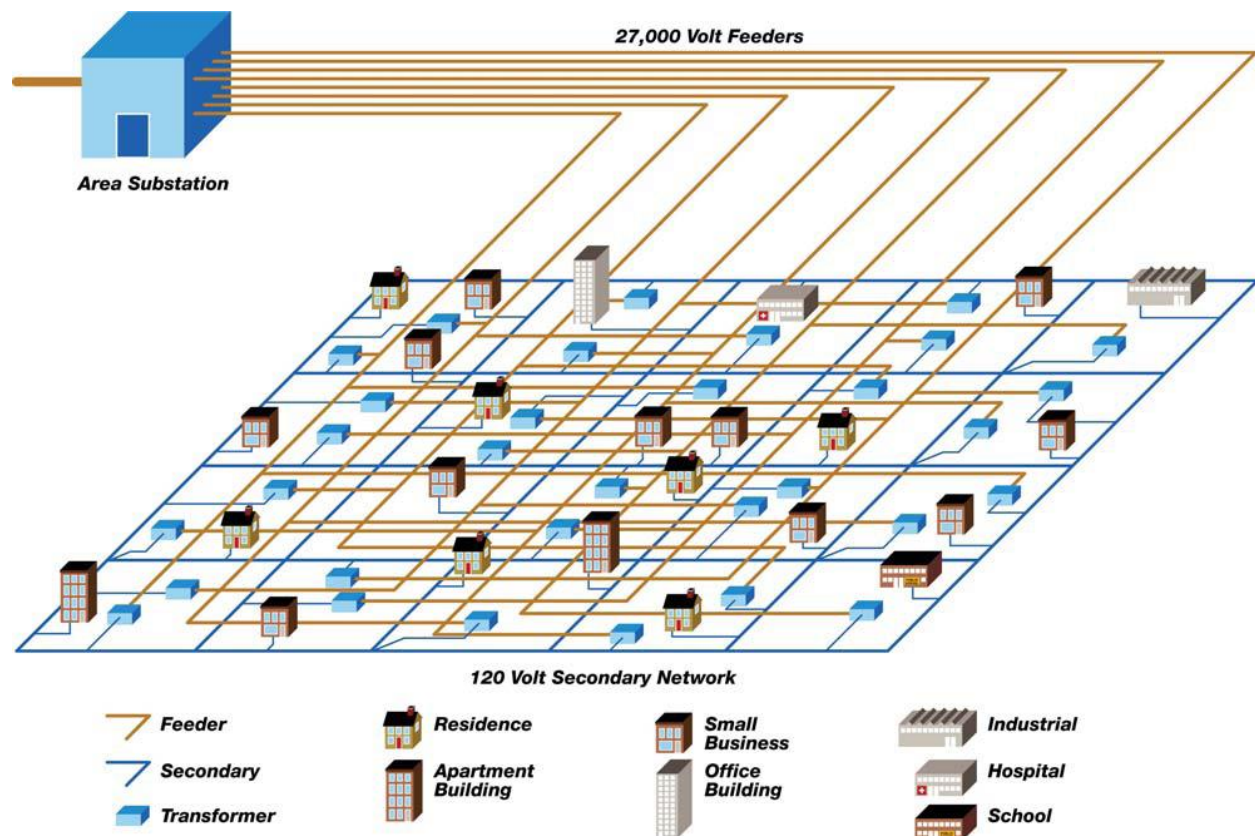 27,000 Volt Feeders
Area Substation
120 Volt Secondary Network
Feeder
Secondary
Transformer
Residence
Apartment
Building
Small
Business
Office
Building
Industrial
Hospital
School